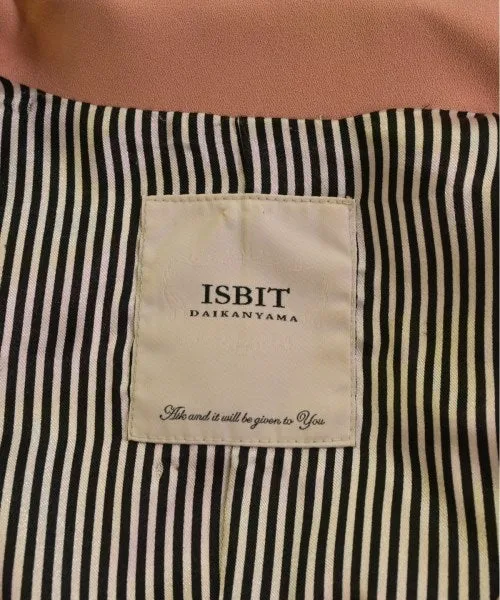 ISBIT
DAIKANYAMA
Ask and it will be given to You